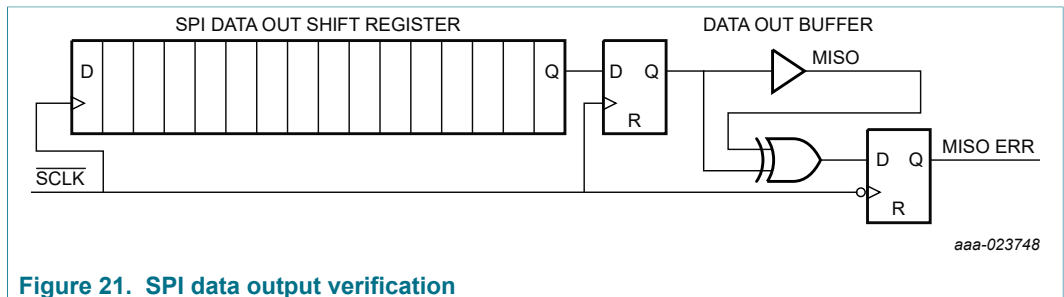 SPI DATA OUT SHIFT REGISTER
DATA OUT BUFFER
D
Q
D
Q
R
MISO
SCLK
D
Q
R
MISO ERR
aaa-023748
Figure 21. SPI data output verification